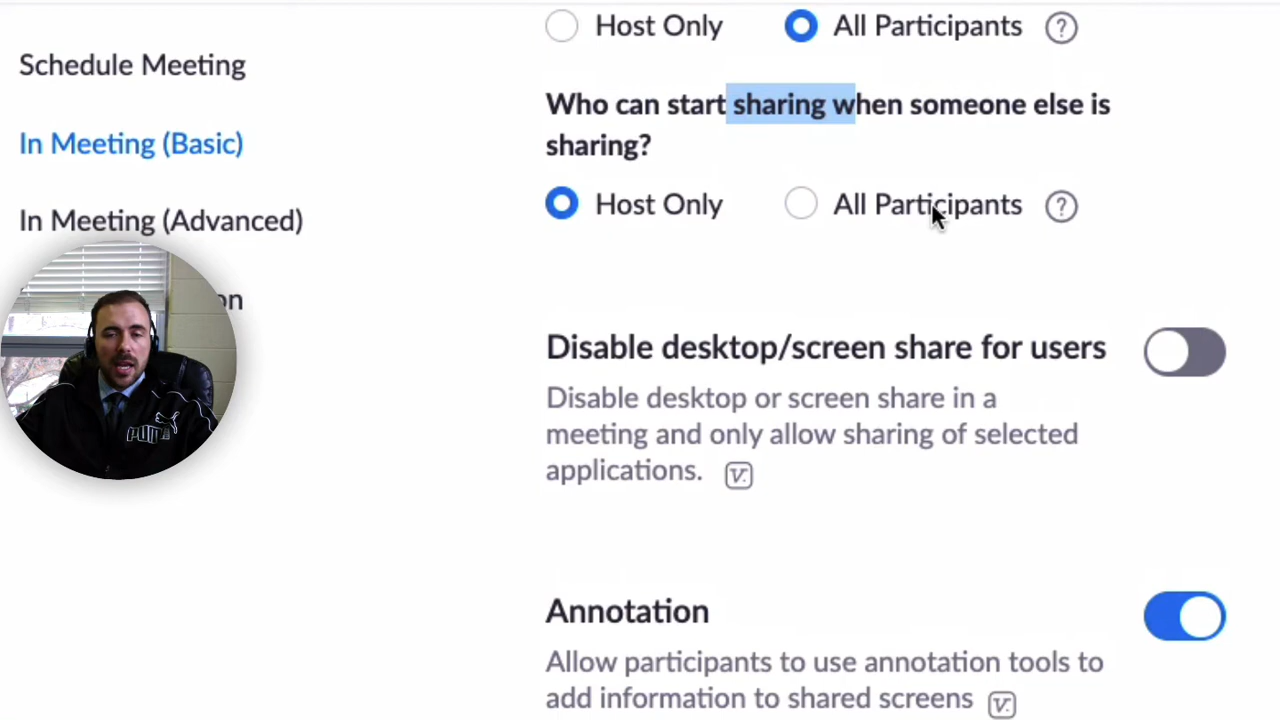 Host Only All Participants ?
Schedule Meeting
Who can start sharing when someone else is
sharing?
In Meeting (Basic)
Host Only All Participants ?
In Meeting (Advanced)
on
Disable desktop/screen share for users
Disable desktop or screen share in a
meeting and only allow sharing of selected
applications. V.
Annotation
Allow participants to use annotation tools to
add information to shared screens V.